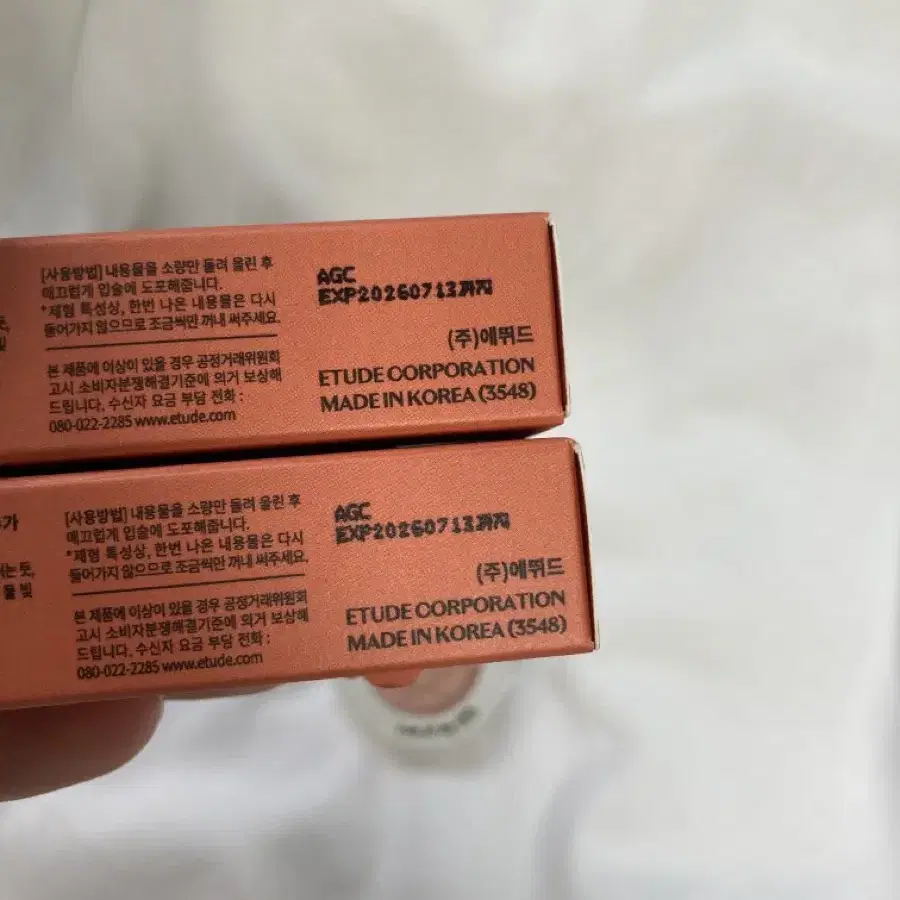 [사용방법] 내용물을 소량만 돌려 올린 후
매끄럽게 입술에 도포해줍니다.
*제형 특성상, 한번 나온 내용물은 다시
들어가지 않으므로 조금씩만 꺼내 써주세요.
본 제품에 이상이 있을 경우 공정거래위원회
고시 소비자분쟁해결기준에 의거 보상해
드립니다. 수신자 요금 부담 전화 :
080-022-2285 www.etude.com
AGC
EXP20260713까지
(주)에뛰드
ETUDE CORPORATION
MADE IN KOREA (3548)
[사용방법] 내용물을 소량만 돌려 올린 후
매끄럽게 입술에 도포해줍니다.
*제형 특성상, 한번 나온 내용물은 다시
들어가지 않으므로 조금씩만 꺼내 써주세요.
본 제품에 이상이 있을 경우 공정거래위원회
고시 소비자분쟁해결기준에 의거 보상해
드립니다. 수신자 요금 부담 전화 :
080-022-2285 www.etude.com
AGC
EXP20260713까지
(주)에뛰드
ETUDE CORPORATION
MADE IN KOREA (3548)